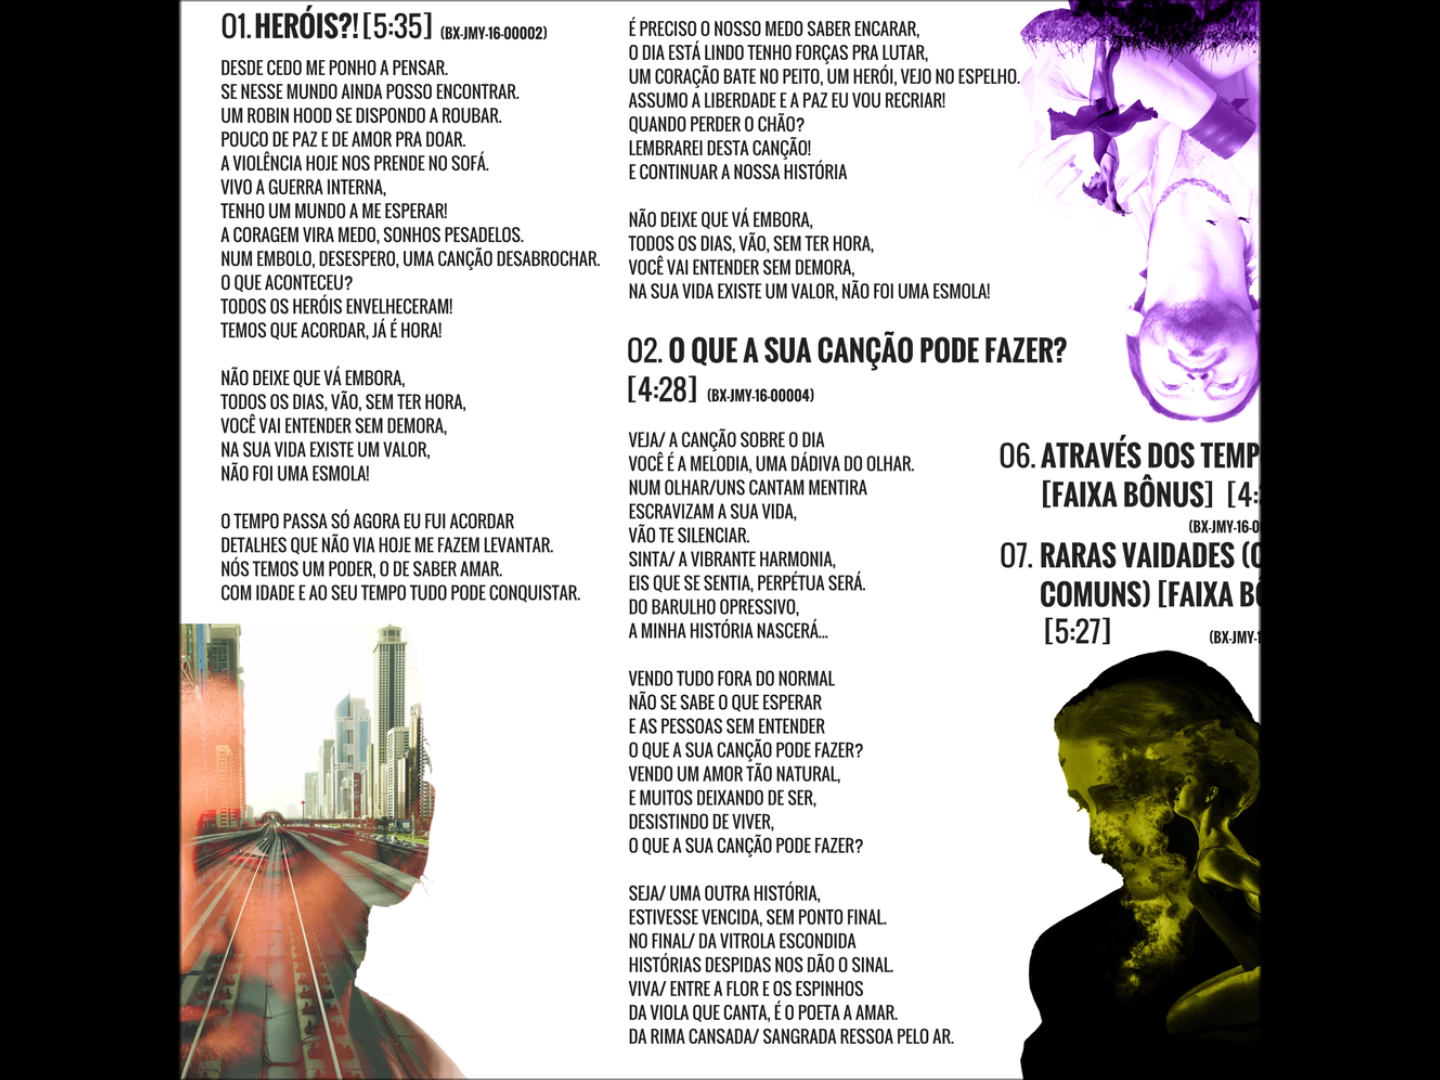 01. HERÓIS?! [5:35] (BX-JMY-16-00002)
DESDE CEDO ME PONHO A PENSAR.
SE NESSE MUNDO AINDA POSSO ENCONTRAR.
UM ROBIN HOOD SE DISPONDO A ROUBAR.
POUCO DE PAZ E DE AMOR PRA DOAR.
A VIOLÊNCIA HOJE NOS PRENDE NO SOFÁ.
VIVO A GUERRA INTERNA,
TENHO UM MUNDO A ME ESPERAR!
A CORAGEM VIRA MEDO, SONHOS PESADELOS.
NUM EMBOLO, DESESPERO, UMA CANÇÃO DESABROCHAR.
O QUE ACONTECEU?
TODOS OS HERÓIS ENVELHECERAM!
TEMOS QUE ACORDAR, JÁ É HORA!
NÃO DEIXE QUE VÁ EMBORA,
TODOS OS DIAS, VÃO, SEM TER HORA,
VOCÊ VAI ENTENDER SEM DEMORA,
NA SUA VIDA EXISTE UM VALOR,
NÃO FOI UMA ESMOLA!
O TEMPO PASSA SÓ AGORA EU FUI ACORDAR
DETALHES QUE NÃO VIA HOJE ME FAZEM LEVANTAR.
NÓS TEMOS UM PODER, O DE SABER AMAR.
COM IDADE E AO SEU TEMPO TUDO PODE CONQUISTAR.
É PRECISO O NOSSO MEDO SABER ENCARAR,
O DIA ESTÁ LINDO TENHO FORÇAS PRA LUTAR,
UM CORAÇÃO BATE NO PEITO, UM HERÓI, VEJO NO ESPELHO.
ASSUMO A LIBERDADE E A PAZ EU VOU RECRIAR!
QUANDO PERDER O CHÃO?
LEMBRAREI DESTA CANÇÃO!
E CONTINUAR A NOSSA HISTÓRIA
NÃO DEIXE QUE VÁ EMBORA,
TODOS OS DIAS, VÃO, SEM TER HORA,
VOCÊ VAI ENTENDER SEM DEMORA,
NA SUA VIDA EXISTE UM VALOR, NÃO FOI UMA ESMOLA!
02. O QUE A SUA CANÇÃO PODE FAZER?
[4:28] (BX-JMY-16-00004)
VEJA/ A CANÇÃO SOBRE O DIA
VOCÊ É A MELODIA, UMA DÁDIVA DO OLHAR.
NUM OLHAR/UNS CANTAM MENTIRA
ESCRAVIZAM A SUA VIDA,
VÃO TE SILENCIAR.
SINTA/ A VIBRANTE HARMONIA,
EIS QUE SE SENTIA, PERPÉTUA SERÁ.
DO BARULHO OPRESSIVO,
A MINHA HISTÓRIA NASCERÁ...
VENDO TUDO FORA DO NORMAL
NÃO SE SABE O QUE ESPERAR
E AS PESSOAS SEM ENTENDER
O QUE A SUA CANÇÃO PODE FAZER?
VENDO UM AMOR TÃO NATURAL,
E MUITOS DEIXANDO DE SER,
DESISTINDO DE VIVER,
O QUE A SUA CANÇÃO PODE FAZER?
SEJA/ UMA OUTRA HISTÓRIA,
ESTIVESSE VENCIDA, SEM PONTO FINAL.
NO FINAL/ DA VITROLA ESCONDIDA
HISTÓRIAS DESPIDAS NOS DÃO O SINAL.
VIVA/ ENTRE A FLOR E OS ESPINHOS
DA VIOLA QUE CANTA, É O POETA A AMAR.
DA RIMA CANSADA/ SANGRADA RESSOA PELO AR.
06. ATRAVÉS DOS TEMP
[FAIXA BÔNUS] [4:
(BX-JMY-16-0
07. RARAS VAIDADES (
COMUNS) [FAIXA B
[5:27] (BX-JMY-1